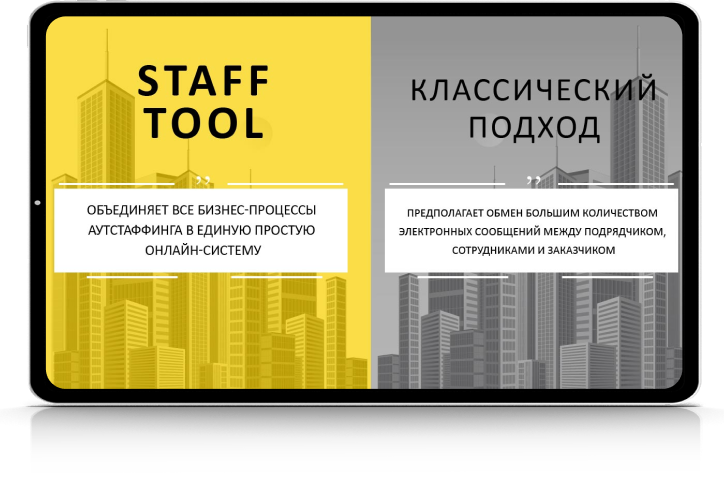 STAFF
TOOL
”
ОБЪЕДИНЯЕТ ВСЕ БИЗНЕС-ПРОЦЕССЫ
АУТСТАФФИНГА В ЕДИНУЮ ПРОСТУЮ
ОНЛАЙН-СИСТЕМУ
КЛАССИЧЕСКИЙ
ПОДХОД
”
ПРЕДПОЛАГАЕТ ОБМЕН БОЛЬШИМ КОЛИЧЕСТВОМ
ЭЛЕКТРОННЫХ СООБЩЕНИЙ МЕЖДУ ПОДРЯДЧИКОМ,
СОТРУДНИКАМИ И ЗАКАЗЧИКОМ